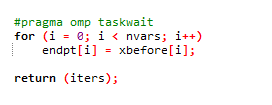 #pragma omp taskwait
for (i = 0; i < nvars; i++)
endpt[i] = xbefore[i];
return (iters);